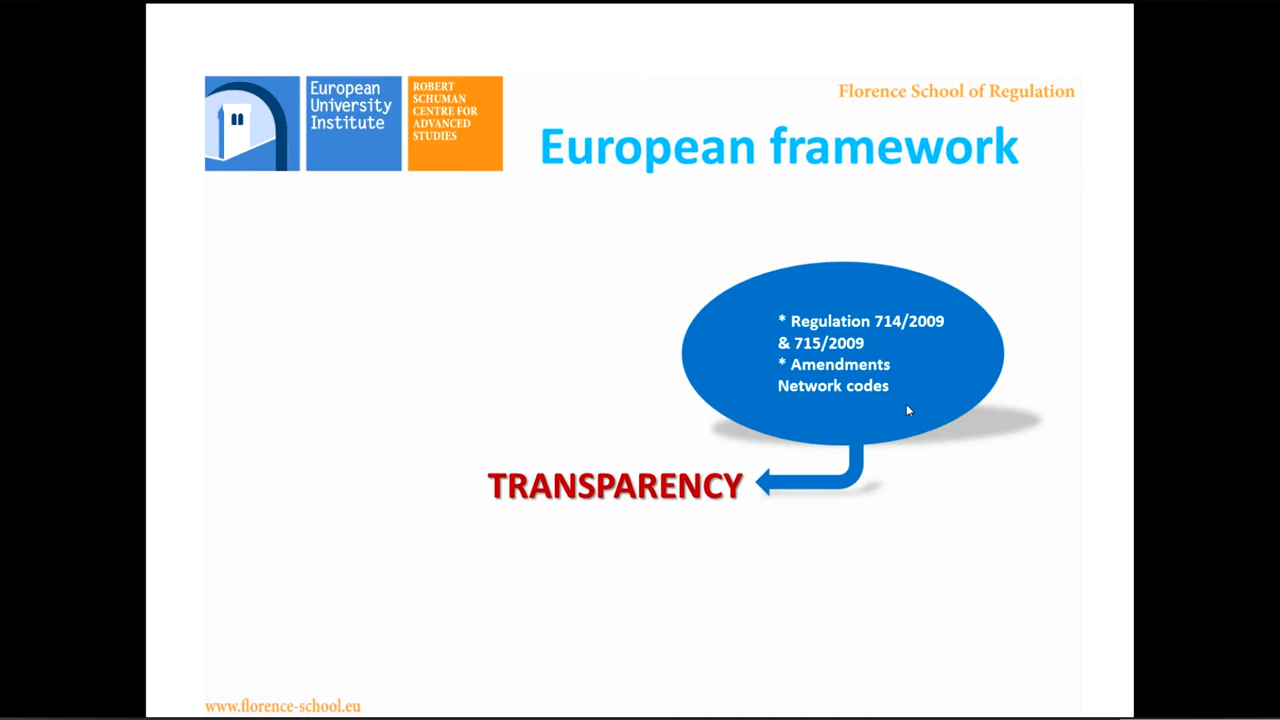 European
University
Institute
ROBERT
SCHUMAN
CENTRE FOR
ADVANCED
STUDIES
Florence School of Regulation
European framework
* Regulation 714/2009
& 715/2009
* Amendments
Network codes
TRANSPARENCY
www.florence-school.eu